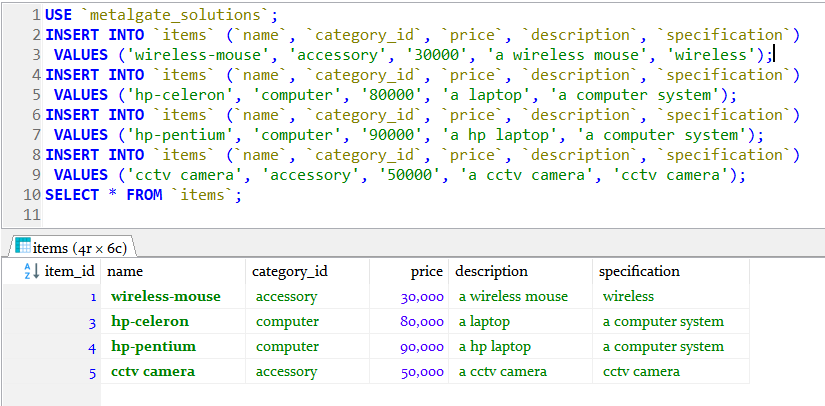 1 USE `metalgate_solutions`;
2 INSERT INTO `items` (`name`, `category_id`, `price`, `description`, `specification`)
3 VALUES ('wireless-mouse', 'accessory', '30000', 'a wireless mouse', 'wireless');
4 INSERT INTO `items` (`name`, `category_id`, `price`, `description`, `specification`)
5 VALUES ('hp-celeron', 'computer', '80000', 'a laptop', 'a computer system');
6 INSERT INTO `items` (`name`, `category_id`, `price`, `description`, `specification`)
7 VALUES ('hp-pentium', 'computer', '90000', 'a hp laptop', 'a computer system');
8 INSERT INTO `items` (`name`, `category_id`, `price`, `description`, `specification`)
9 VALUES ('cctv camera', 'accessory', '50000', 'a cctv camera', 'cctv camera');
10 SELECT * FROM `items`;
11
items (4r × 6c)
AZ↓ item_id name category_id price description specification
1 wireless-mouse accessory 30,000 a wireless mouse wireless
3 hp-celeron computer 80,000 a laptop a computer system
4 hp-pentium computer 90,000 a hp laptop a computer system
5 cctv camera accessory 50,000 a cctv camera cctv camera